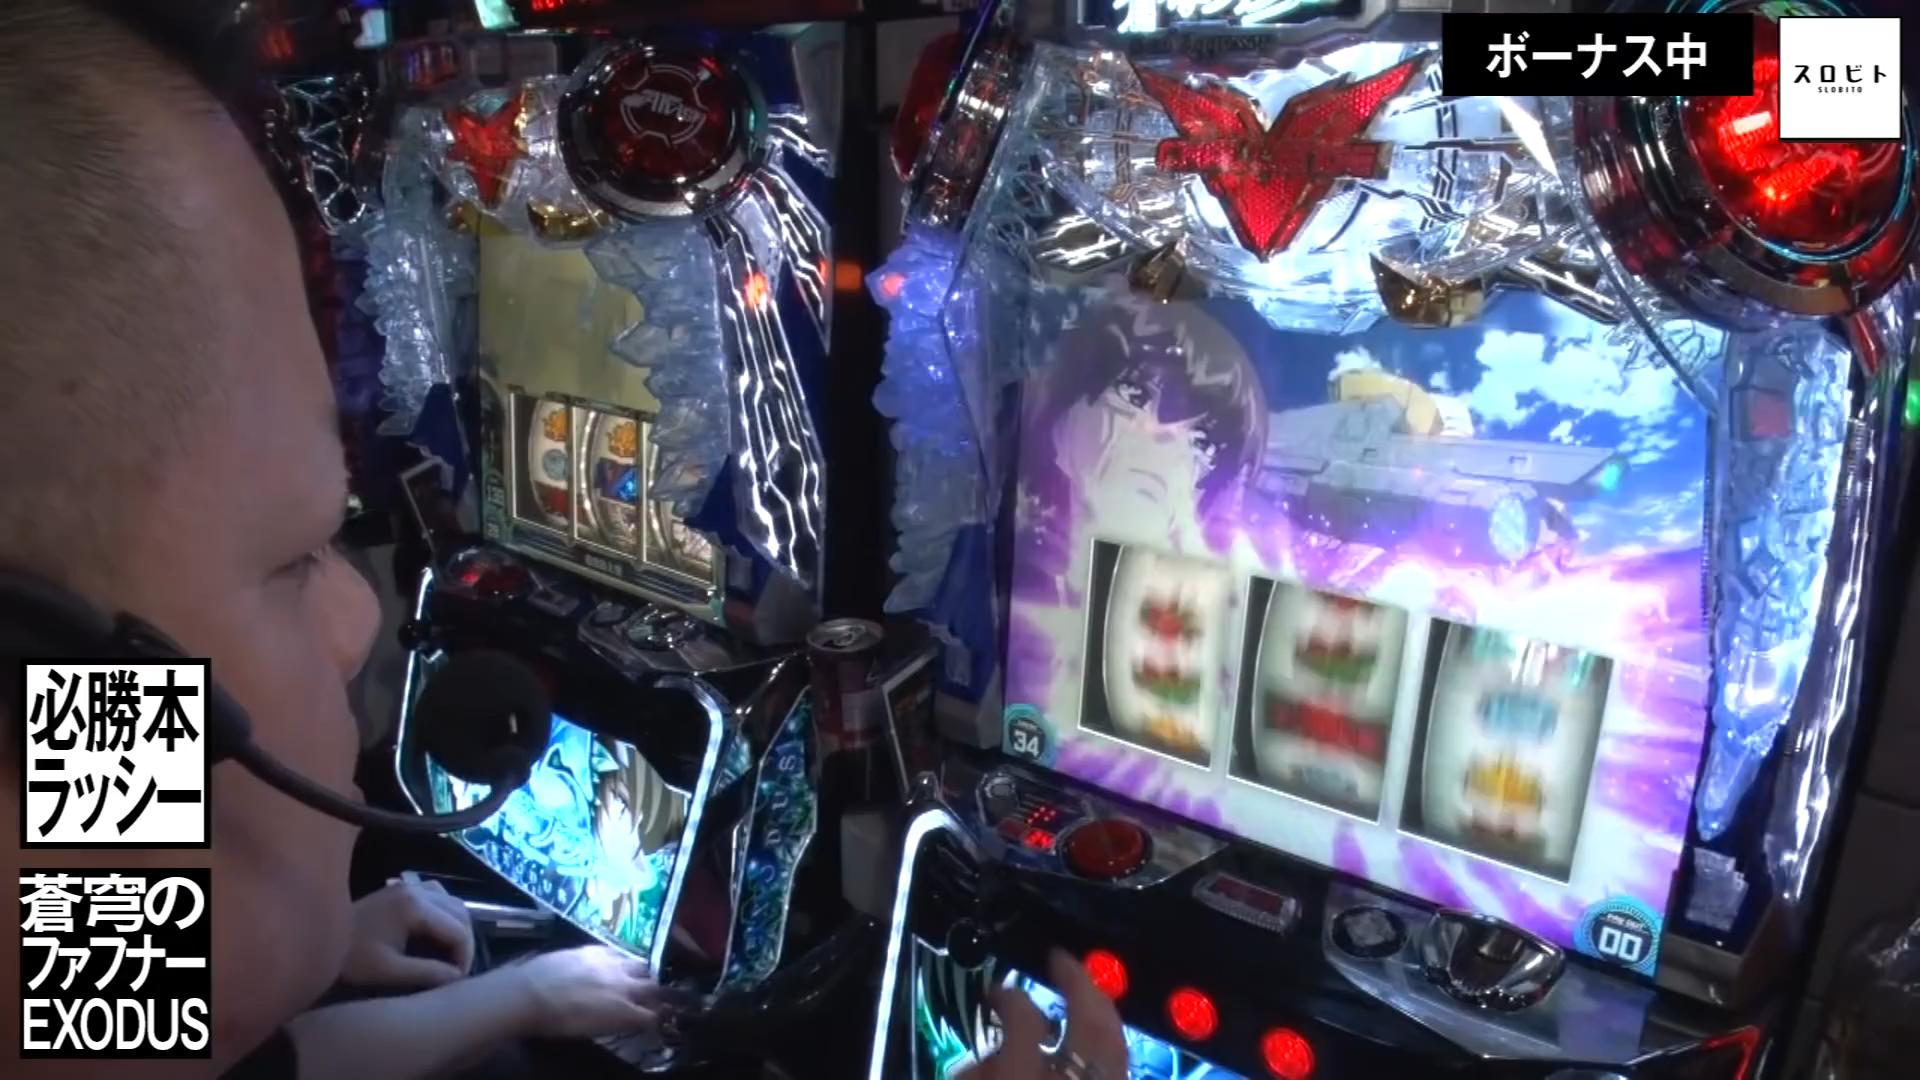 ボーナス中
スロビト
SLOBITO
必勝本
ラッシー
蒼穹の
ファフナー
EXODUS
34
00